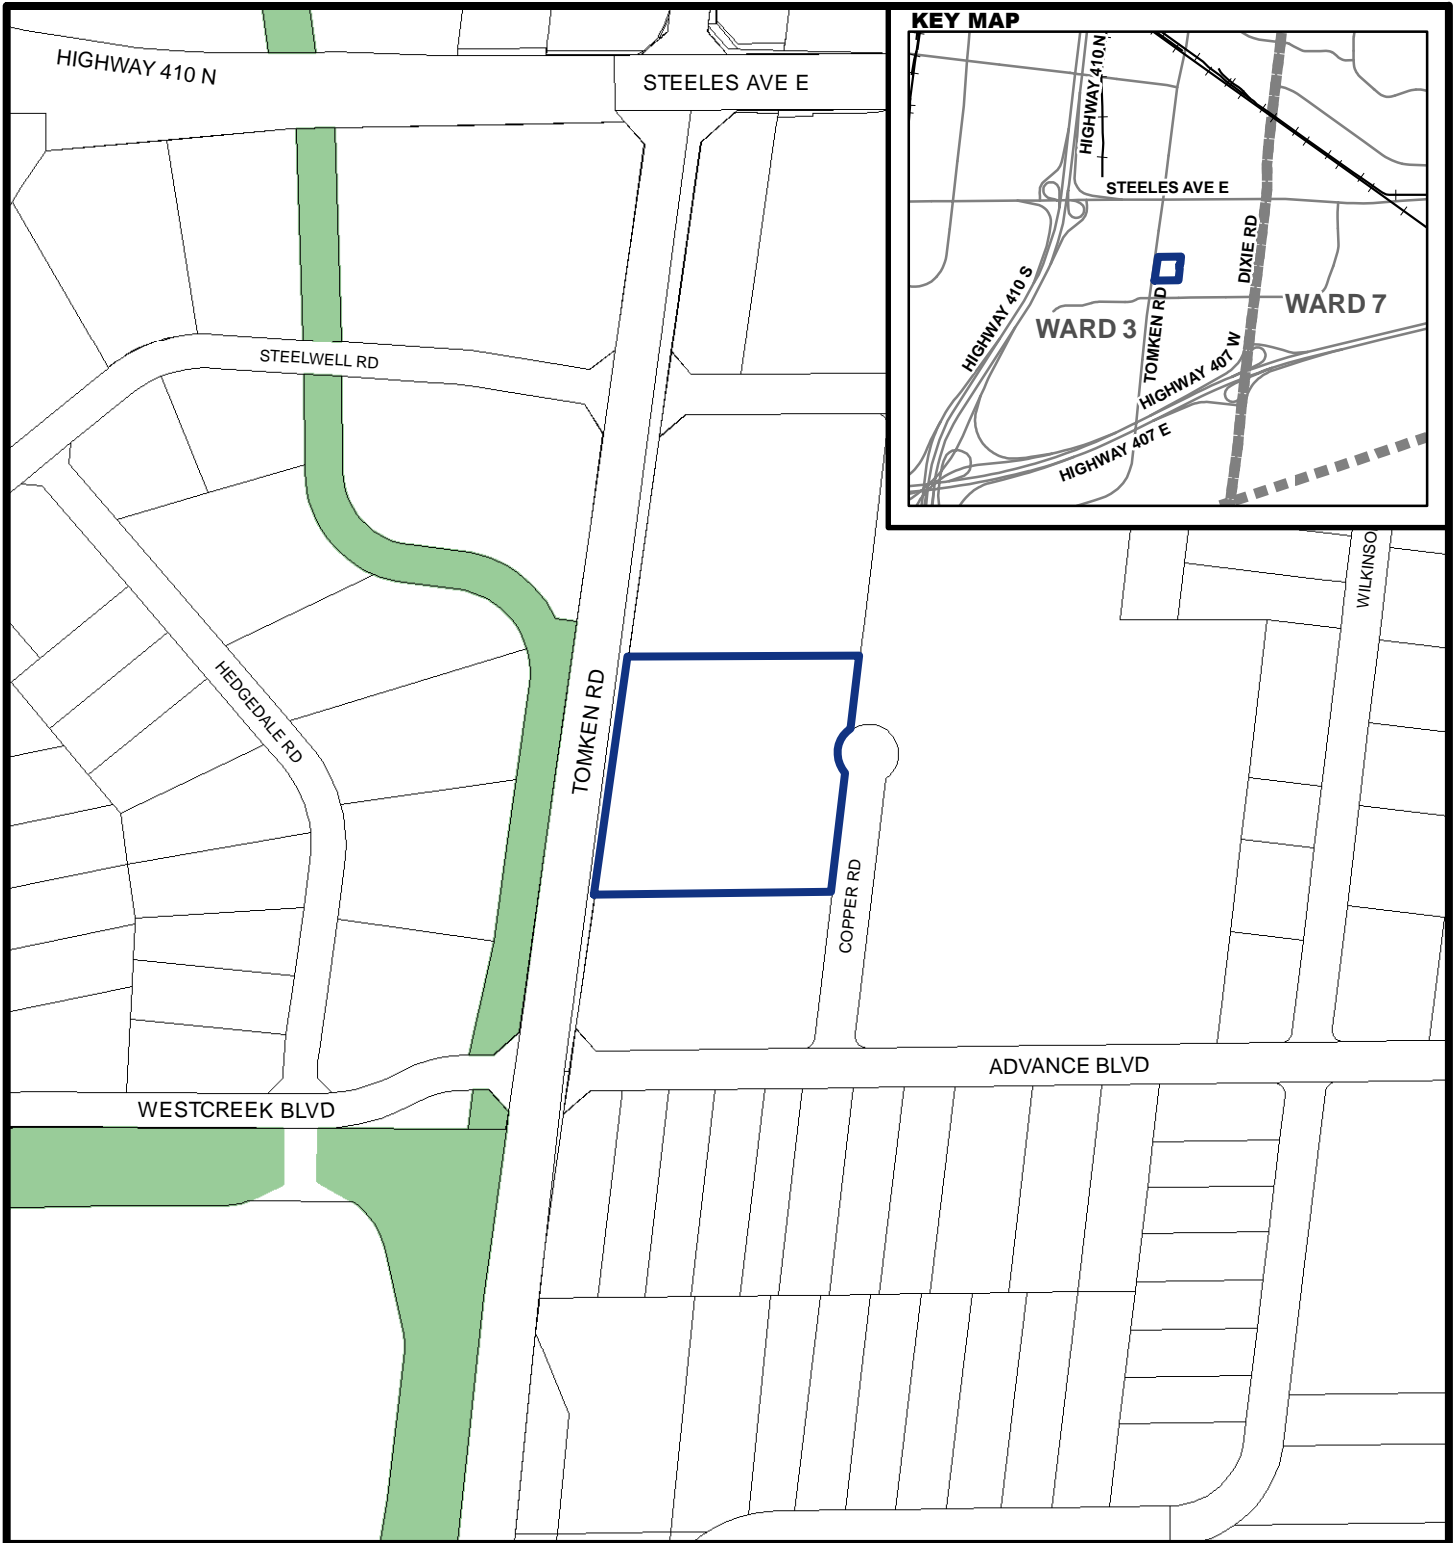 KEY MAP
HIGHWAY 410 N
STEELES AVE E
HIGHWAY 410 N
STEELES AVE E
DIXIE RD
HIGHWAY 410 S
WARD 3
TOMKEN RD
WARD 7
HIGHWAY 407 W
HIGHWAY 407 E
STEELWELL RD
WILKINSO
HEDGEDALE RD
TOMKEN RD
COPPER RD
ADVANCE BLVD
WESTCREEK BLVD